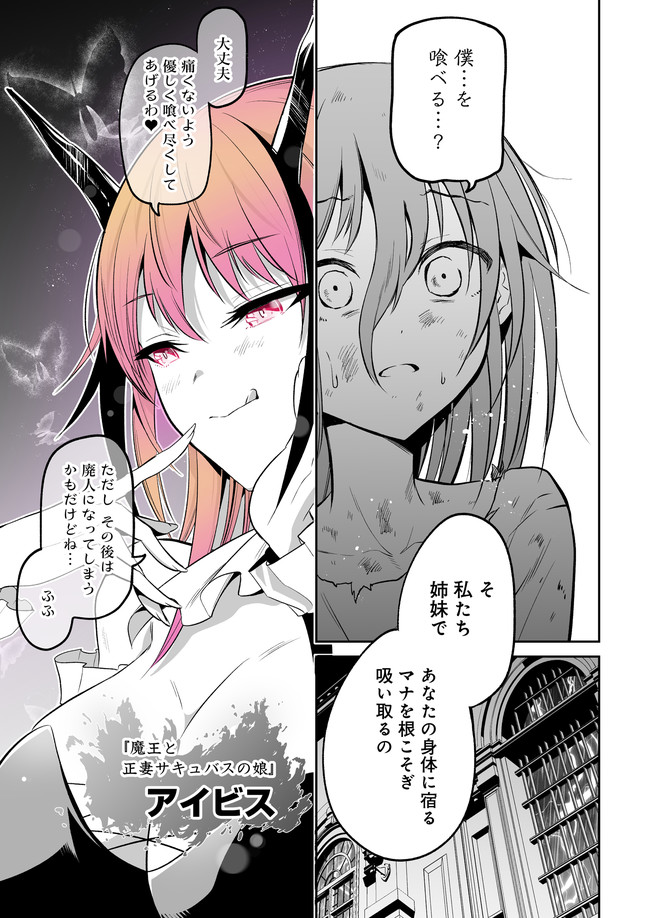 僕…を
喰べる…？
そ
私たち
姉妹で
あなたの身体に宿る
マナを根こそぎ
吸い取るの
大丈夫
痛くないよう
優しく喰べ尽くして
あげるわ♥
ただし その後は
廃人になってしまう
かもだけどね…
ふふ
『魔王と
正妻サキュバスの娘』
アイビス